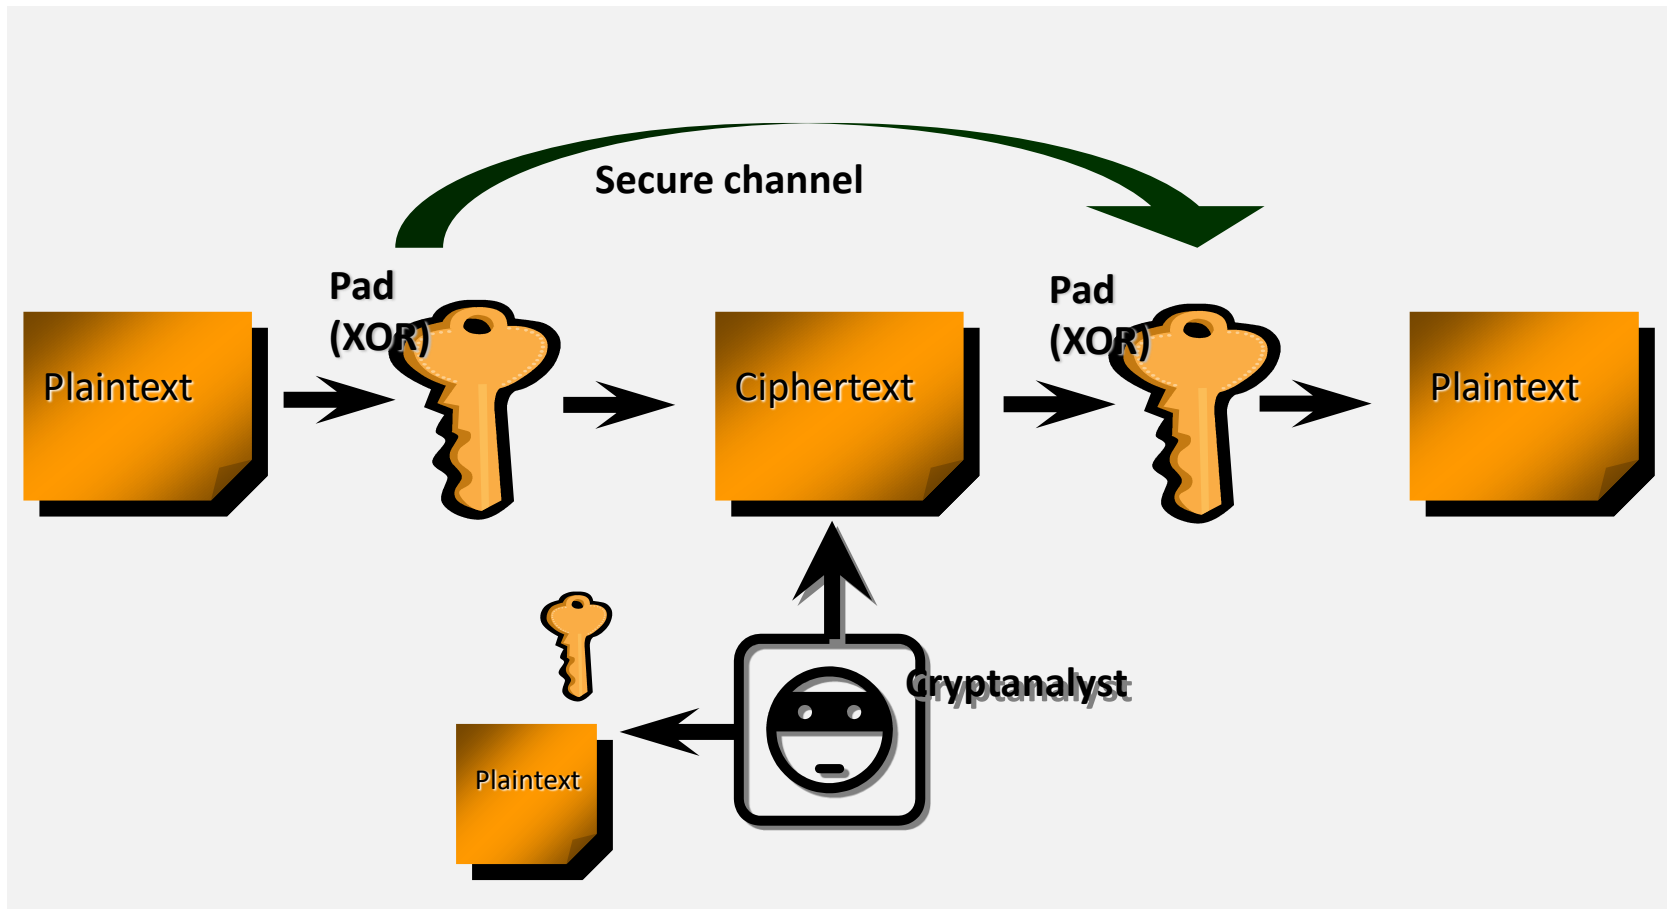 Secure channel
Pad
(XOR)
Pad
(XOR)
Plaintext
Ciphertext
Plaintext
Cryptanalyst
Plaintext